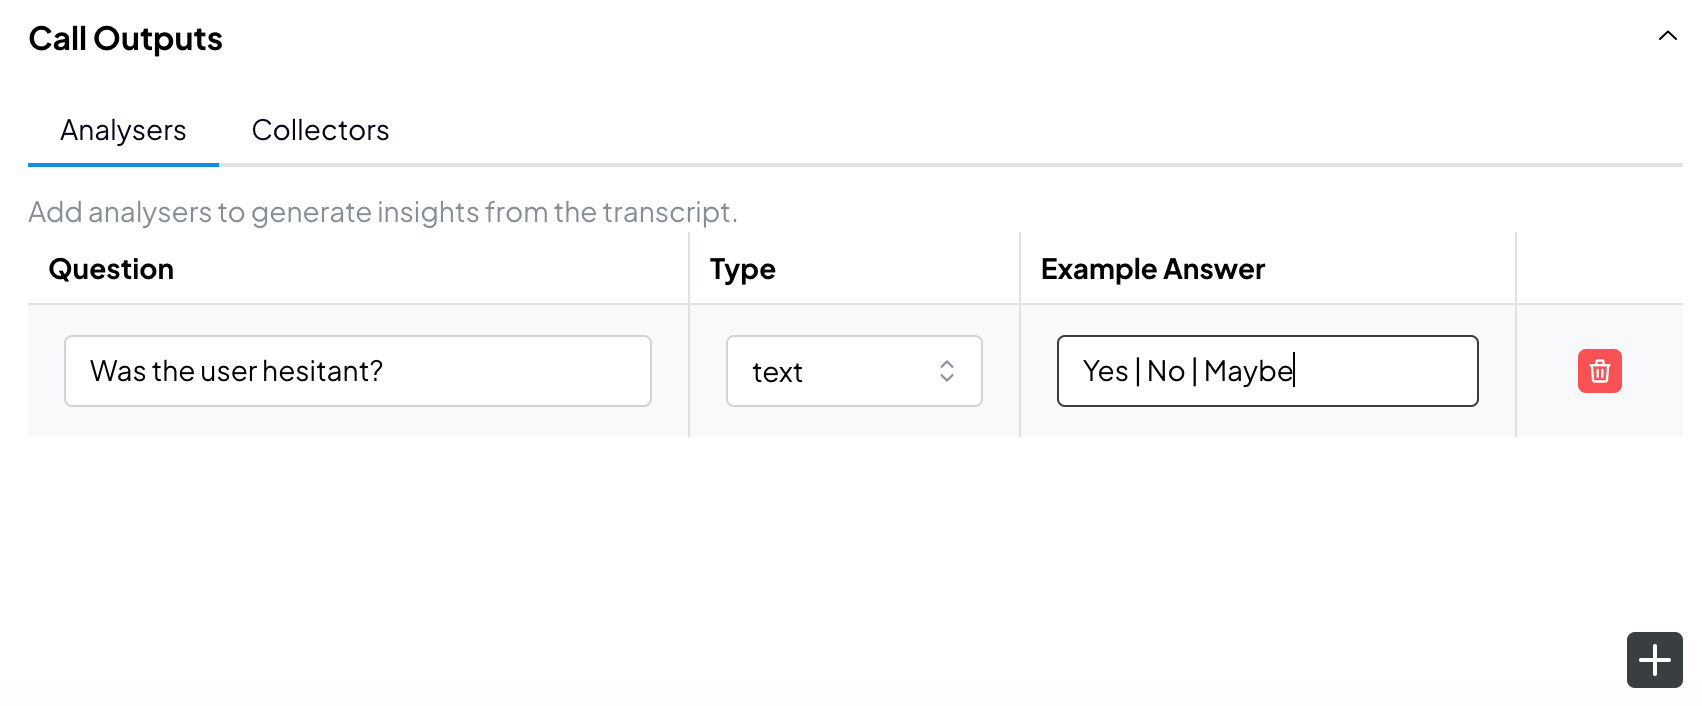 Call Outputs
Analysers Collectors
Add analysers to generate insights from the transcript.
Question Type Example Answer
Was the user hesitant? text Yes | No | Maybe